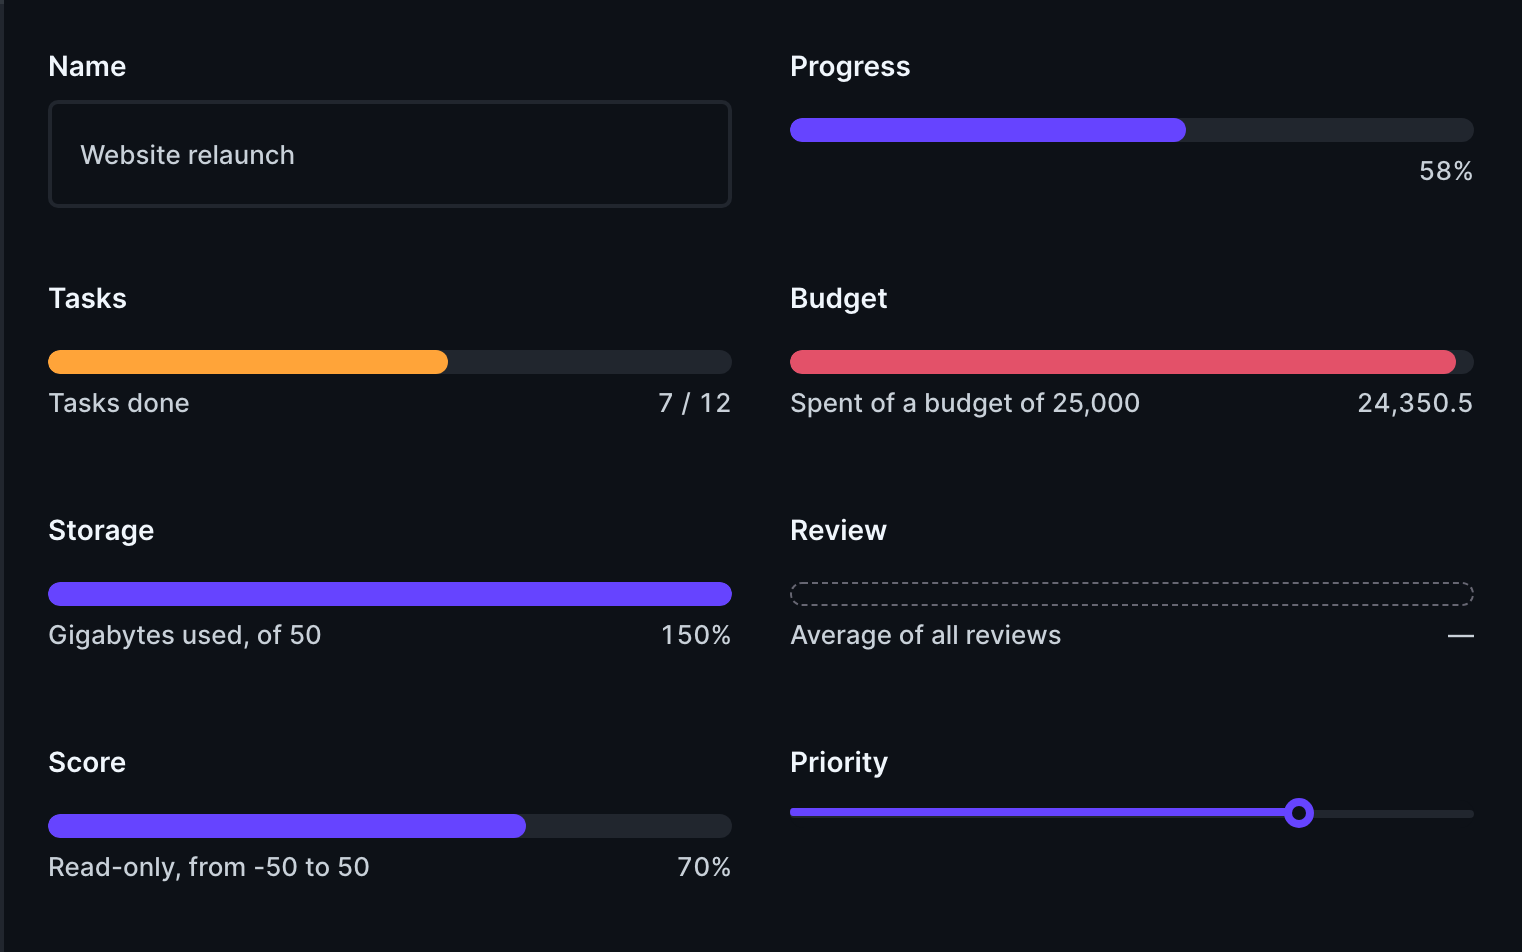 Name
Website relaunch
Progress
58%
Tasks
Tasks done 7 / 12
Budget
Spent of a budget of 25,000 24,350.5
Storage
Gigabytes used, of 50 150%
Review
Average of all reviews —
Score
Read-only, from -50 to 50 70%
Priority